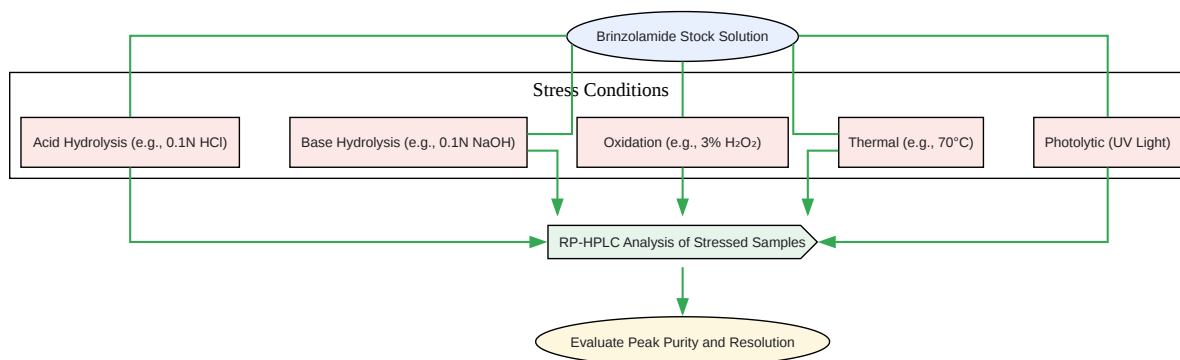 Brinzolamide Stock Solution
Stress Conditions
Acid Hydrolysis (e.g., 0.1N HCl)
Base Hydrolysis (e.g., 0.1N NaOH)
Oxidation (e.g., 3% H₂O₂)
Thermal (e.g., 70°C)
Photolytic (UV Light)
RP-HPLC Analysis of Stressed Samples
Evaluate Peak Purity and Resolution